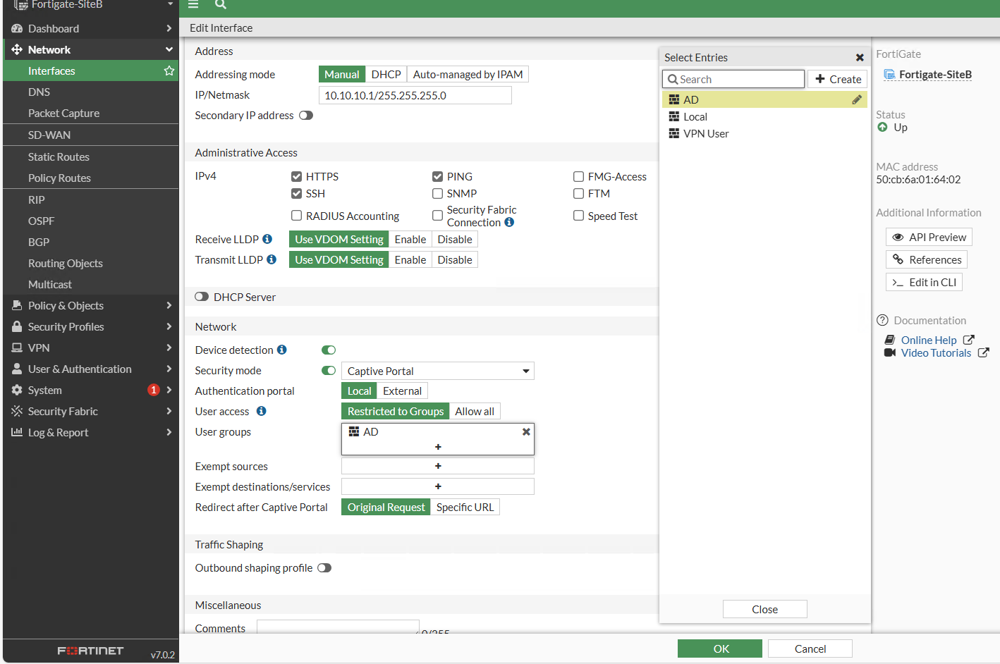 Fortigate-SiteB
Dashboard
Network
Interfaces
DNS
Packet Capture
SD-WAN
Static Routes
Policy Routes
RIP
OSPF
BGP
Routing Objects
Multicast
Policy & Objects
Security Profiles
VPN
User & Authentication
System 1
Security Fabric
Log & Report
FORTINET v7.0.2
Edit Interface
Address
Addressing mode Manual DHCP Auto-managed by IPAM
IP/Netmask 10.10.10.1/255.255.255.0
Secondary IP address
Administrative Access
IPv4 HTTPS PING FMG-Access
SSH SNMP FTM
RADIUS Accounting Security Fabric Connection Speed Test
Receive LLDP Use VDOM Setting Enable Disable
Transmit LLDP Use VDOM Setting Enable Disable
DHCP Server
Network
Device detection
Security mode Captive Portal
Authentication portal Local External
User access Restricted to Groups Allow all
User groups AD
+
Exempt sources +
Exempt destinations/services +
Redirect after Captive Portal Original Request Specific URL
Traffic Shaping
Outbound shaping profile
Miscellaneous
Comments 0/255
Select Entries
Search + Create
AD
Local
VPN User
Close
OK Cancel
FortiGate
Fortigate-SiteB
Status
Up
MAC address
50:cb:6a:01:64:02
Additional Information
API Preview
References
>_ Edit in CLI
Documentation
Online Help
Video Tutorials